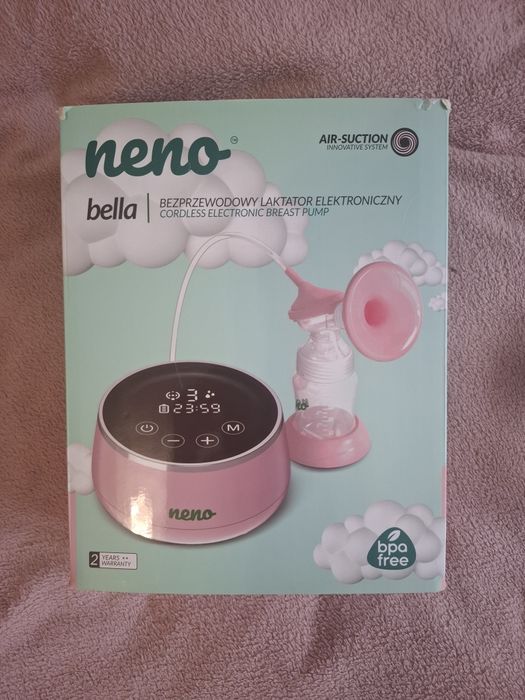 neno™
AIR-SUCTION
INNOVATIVE SYSTEM
bella
BEZPRZEWODOWY LAKTATOR ELEKTRONICZNY
CORDLESS ELECTRONIC BREAST PUMP
3
23:59
M
neno
2 YEARS **
WARRANTY
bpa
free